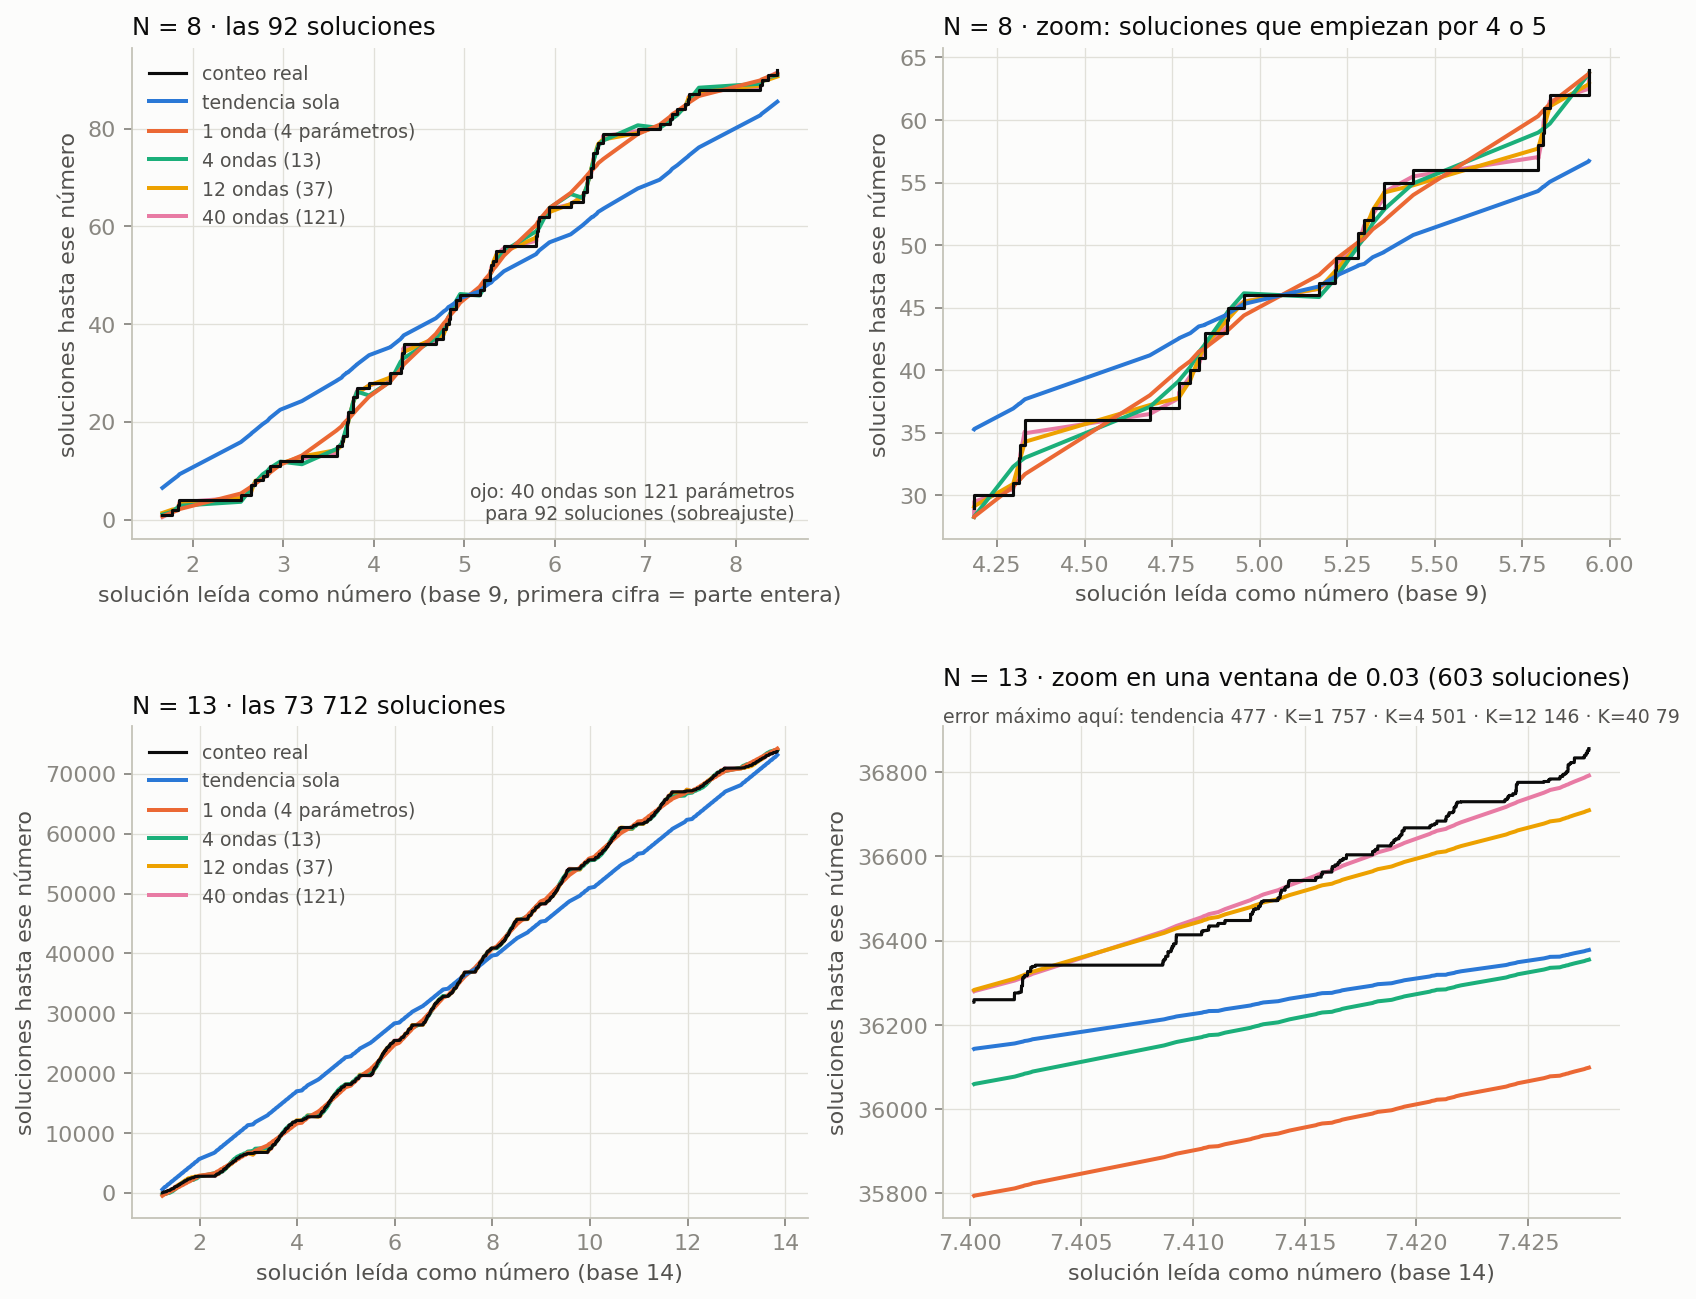 N = 8 · las 92 soluciones
conteo real
tendencia sola
1 onda (4 parámetros)
4 ondas (13)
12 ondas (37)
40 ondas (121)
ojo: 40 ondas son 121 parámetros
para 92 soluciones (sobreajuste)
soluciones hasta ese número
80
60
40
20
0
2
3
4
5
6
7
8
solución leída como número (base 9, primera cifra = parte entera)
N = 8 · zoom: soluciones que empiezan por 4 o 5
soluciones hasta ese número
65
60
55
50
45
40
35
30
4.25
4.50
4.75
5.00
5.25
5.50
5.75
6.00
solución leída como número (base 9)
N = 13 · las 73 712 soluciones
conteo real
tendencia sola
1 onda (4 parámetros)
4 ondas (13)
12 ondas (37)
40 ondas (121)
soluciones hasta ese número
70000
60000
50000
40000
30000
20000
10000
0
2
4
6
8
10
12
14
solución leída como número (base 14)
N = 13 · zoom en una ventana de 0.03 (603 soluciones)
error máximo aquí: tendencia 477 · K=1 757 · K=4 501 · K=12 146 · K=40 79
soluciones hasta ese número
36800
36600
36400
36200
36000
35800
7.400
7.405
7.410
7.415
7.420
7.425
solución leída como número (base 14)